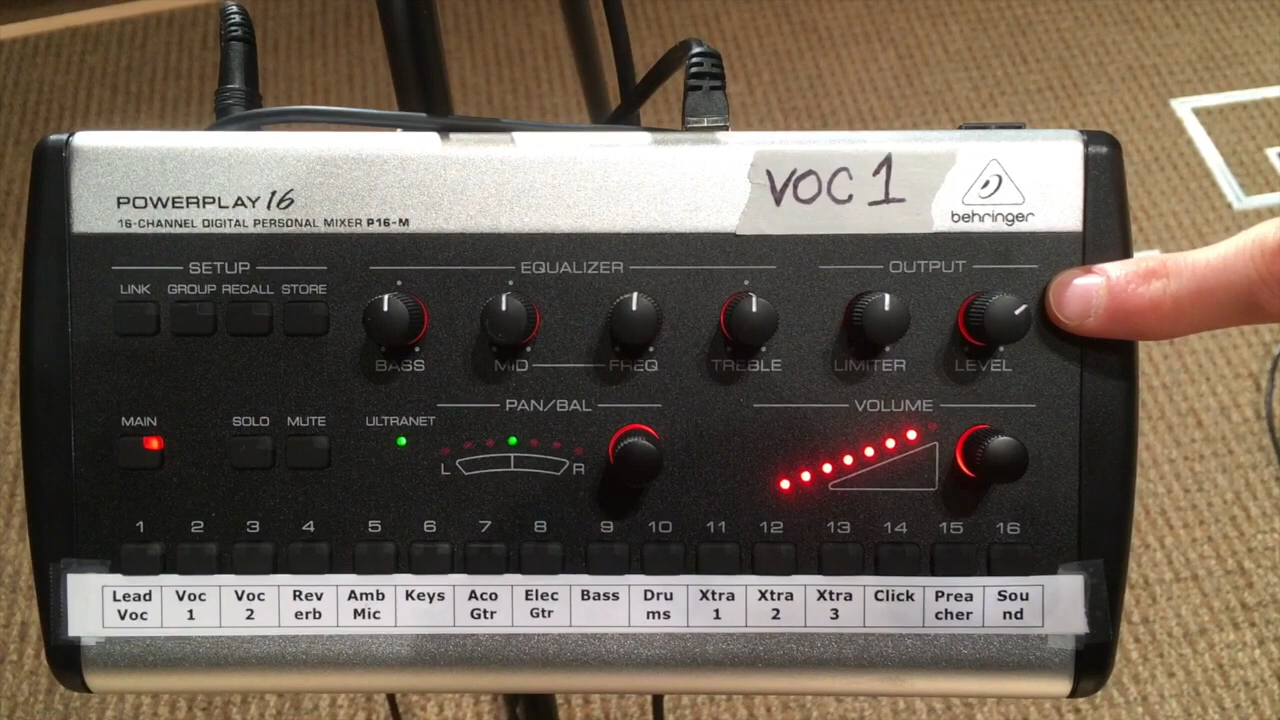 POWERPLAY 16
16-CHANNEL DIGITAL PERSONAL MIXER P16-M
VOC 1
behringer
SETUP
EQUALIZER
OUTPUT
LINK GROUP RECALL STORE
BASS MID FREQ TREBLE LIMITER LEVEL
PAN/BAL
VOLUME
MAIN SOLO MUTE ULTRANET
L R
1 2 3 4 5 6 7 8 9 10 11 12 13 14 15 16
Lead Voc 1 Voc 2 Rev Amb Keys Aco Elec Bass Dru Xtra Xtra Xtra Click Prea Sou
Voc 1 2 erb Mic Gtr Gtr ms 1 2 3 cher nd